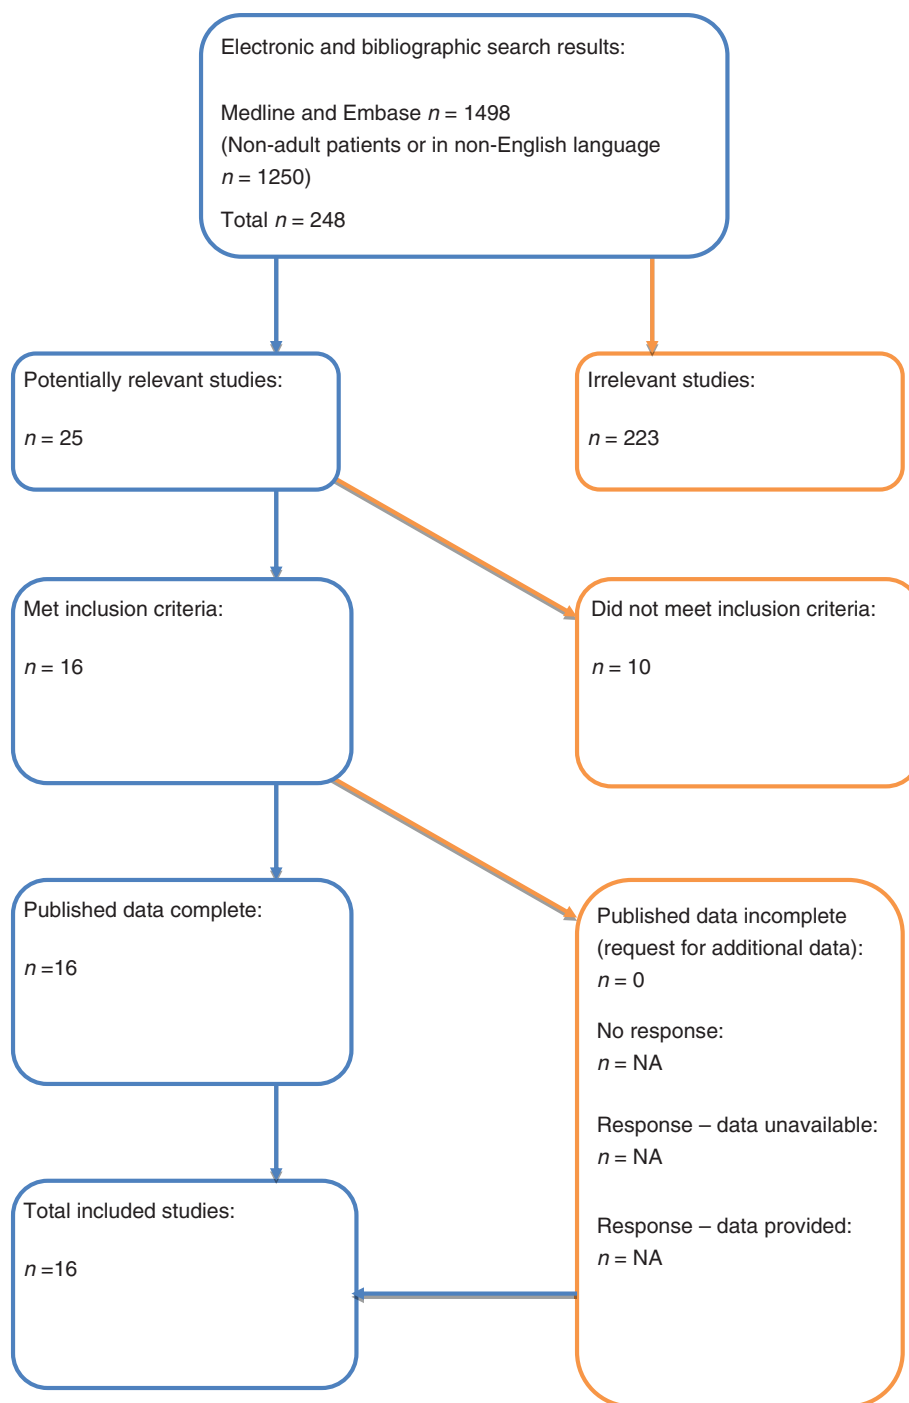 Electronic and bibliographic search results:
Medline and Embase n = 1498
(Non-adult patients or in non-English language
n = 1250)
Total n = 248
Potentially relevant studies:
n = 25
Irrelevant studies:
n = 223
Met inclusion criteria:
n = 16
Did not meet inclusion criteria:
n = 10
Published data complete:
n =16
Published data incomplete
(request for additional data):
n = 0
No response:
n = NA
Response – data unavailable:
n = NA
Response – data provided:
n = NA
Total included studies:
n =16